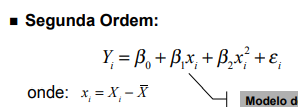 ▪ Segunda Ordem:
Yᵢ = β₀ + β₁xᵢ + β₂xᵢ² + εᵢ
onde: xᵢ = Xᵢ – X̄
Modelo d